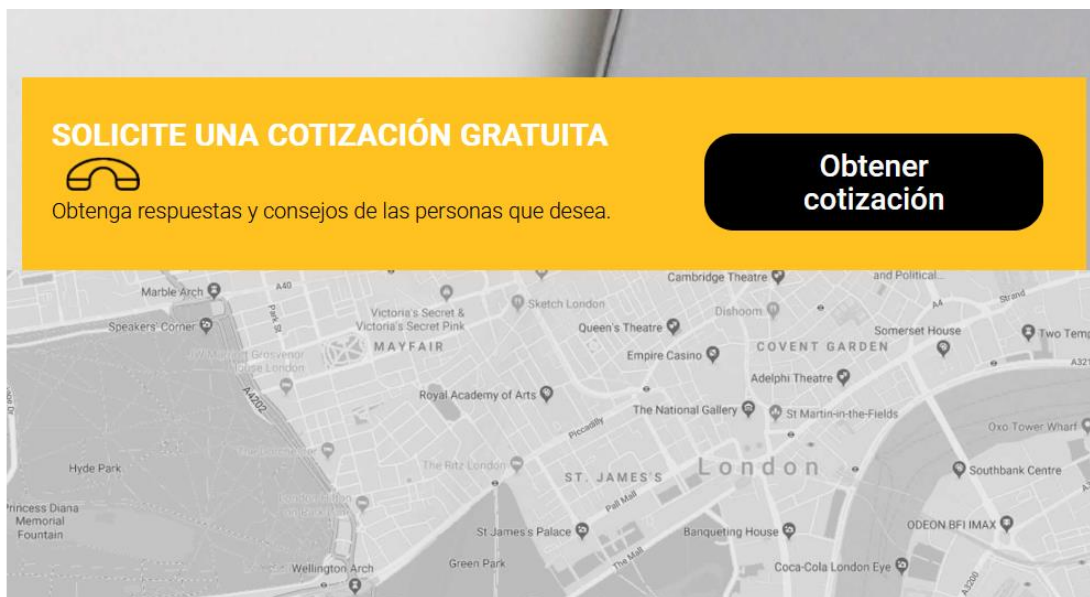 SOLICITE UNA COTIZACIÓN GRATUITA
Obtenga respuestas y consejos de las personas que desea.
Obtener
cotización
Cambridge Theatre
and Political...
Marble Arch
A40
Park St
Victoria's Secret &
Victoria's Secret Pink
Sketch London
Dishoom
A4
Strand
Speakers' Corner
Queen's Theatre
Somerset House
Two Temp
MAYFAIR
COVENT GARDEN
Empire Casino
A321
JW Marriott Grosvenor
House London
Adelphi Theatre
A4202
Royal Academy of Arts
The National Gallery
St Martin-in-the-Fields
Piccadilly
Oxo Tower Wharf
Hyde Park
The Ritz London
London
ST. JAMES'S
Southbank Centre
Pall Mall
Princess Diana
Memorial
Fountain
St James's Palace
Banqueting House
ODEON BFI IMAX
The Mall
Wellington Arch
Green Park
Coca-Cola London Eye
A3200